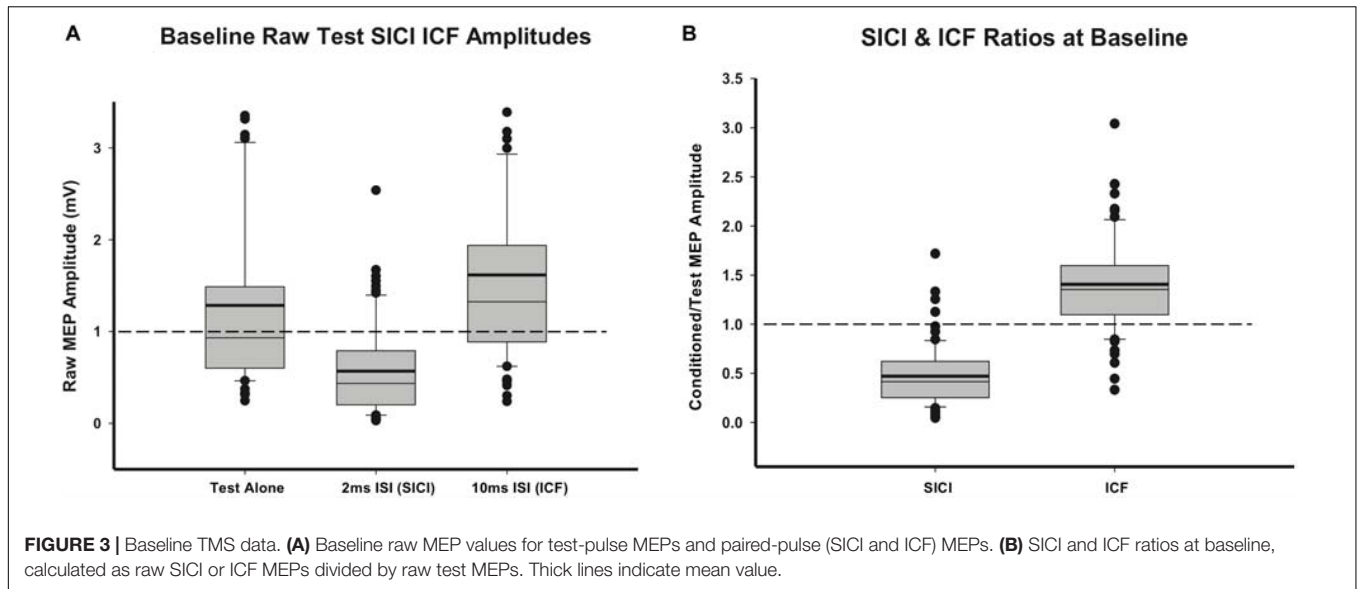 A
Baseline Raw Test SICI ICF Amplitudes
Raw MEP Amplitude (mV)
3
2
1
0
Test Alone
2ms ISI (SICI)
10ms ISI (ICF)
B
SICI & ICF Ratios at Baseline
Conditioned/Test MEP Amplitude
3.5
3.0
2.5
2.0
1.5
1.0
0.5
0.0
SICI
ICF
FIGURE 3 | Baseline TMS data. (A) Baseline raw MEP values for test-pulse MEPs and paired-pulse (SICI and ICF) MEPs. (B) SICI and ICF ratios at baseline,
calculated as raw SICI or ICF MEPs divided by raw test MEPs. Thick lines indicate mean value.